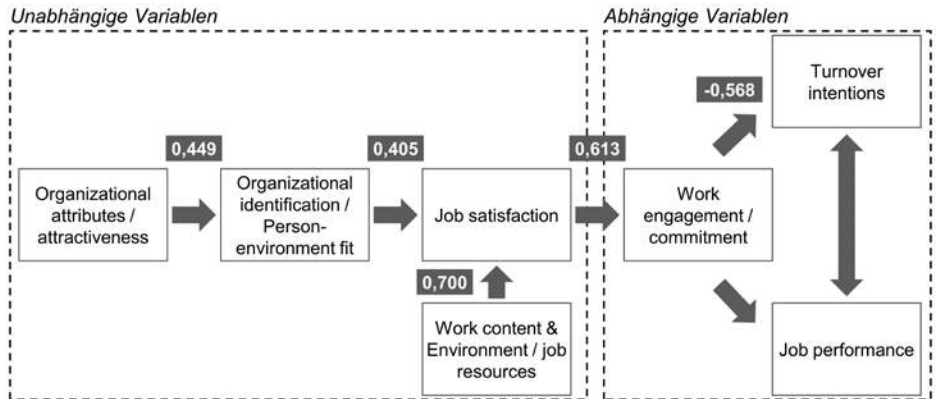 Unabhängige Variablen
Abhängige Variablen
-0,568
Turnover
intentions
0,449
0,405
0,613
Organizational
attributes /
attractiveness
Organizational
identification /
Person-
environment fit
Job satisfaction
Work
engagement /
commitment
0,700
Work content &
Environment / job
resources
Job performance